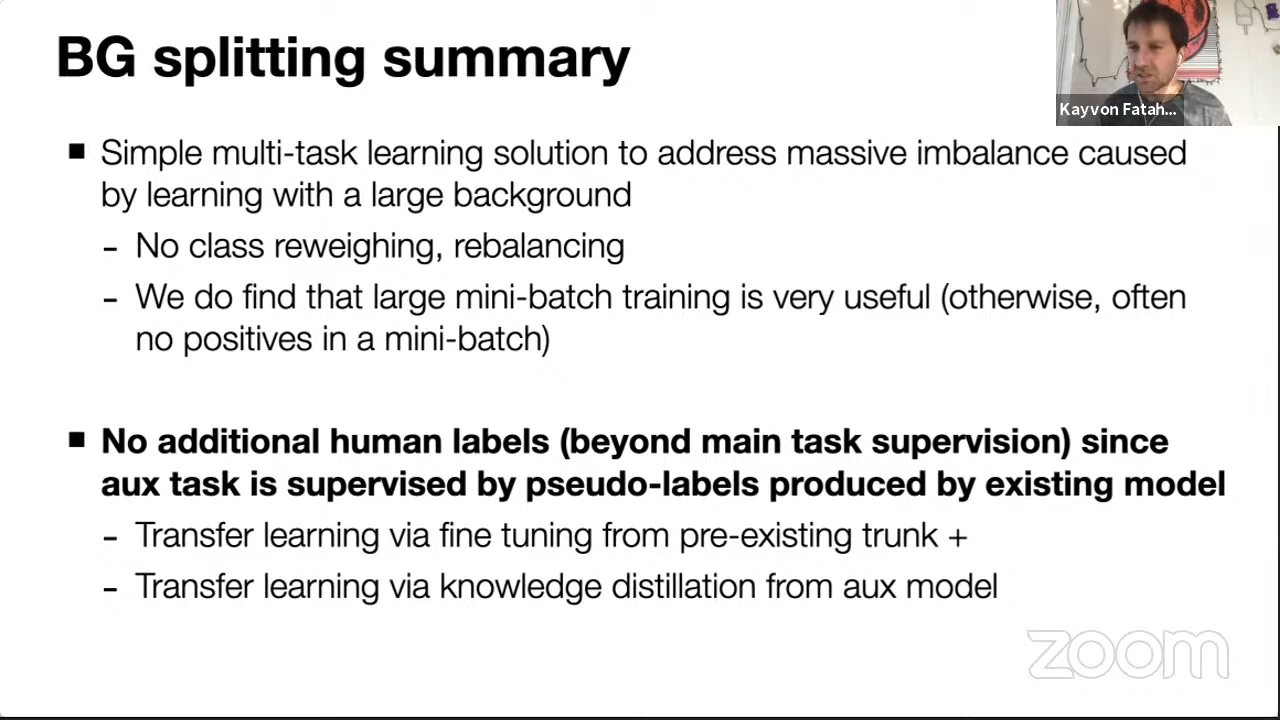 BG splitting summary
Kayvon Fatah...
■ Simple multi-task learning solution to address massive imbalance caused
by learning with a large background
- No class reweighing, rebalancing
- We do find that large mini-batch training is very useful (otherwise, often
no positives in a mini-batch)
■ No additional human labels (beyond main task supervision) since
aux task is supervised by pseudo-labels produced by existing model
- Transfer learning via fine tuning from pre-existing trunk +
- Transfer learning via knowledge distillation from aux model
zoom